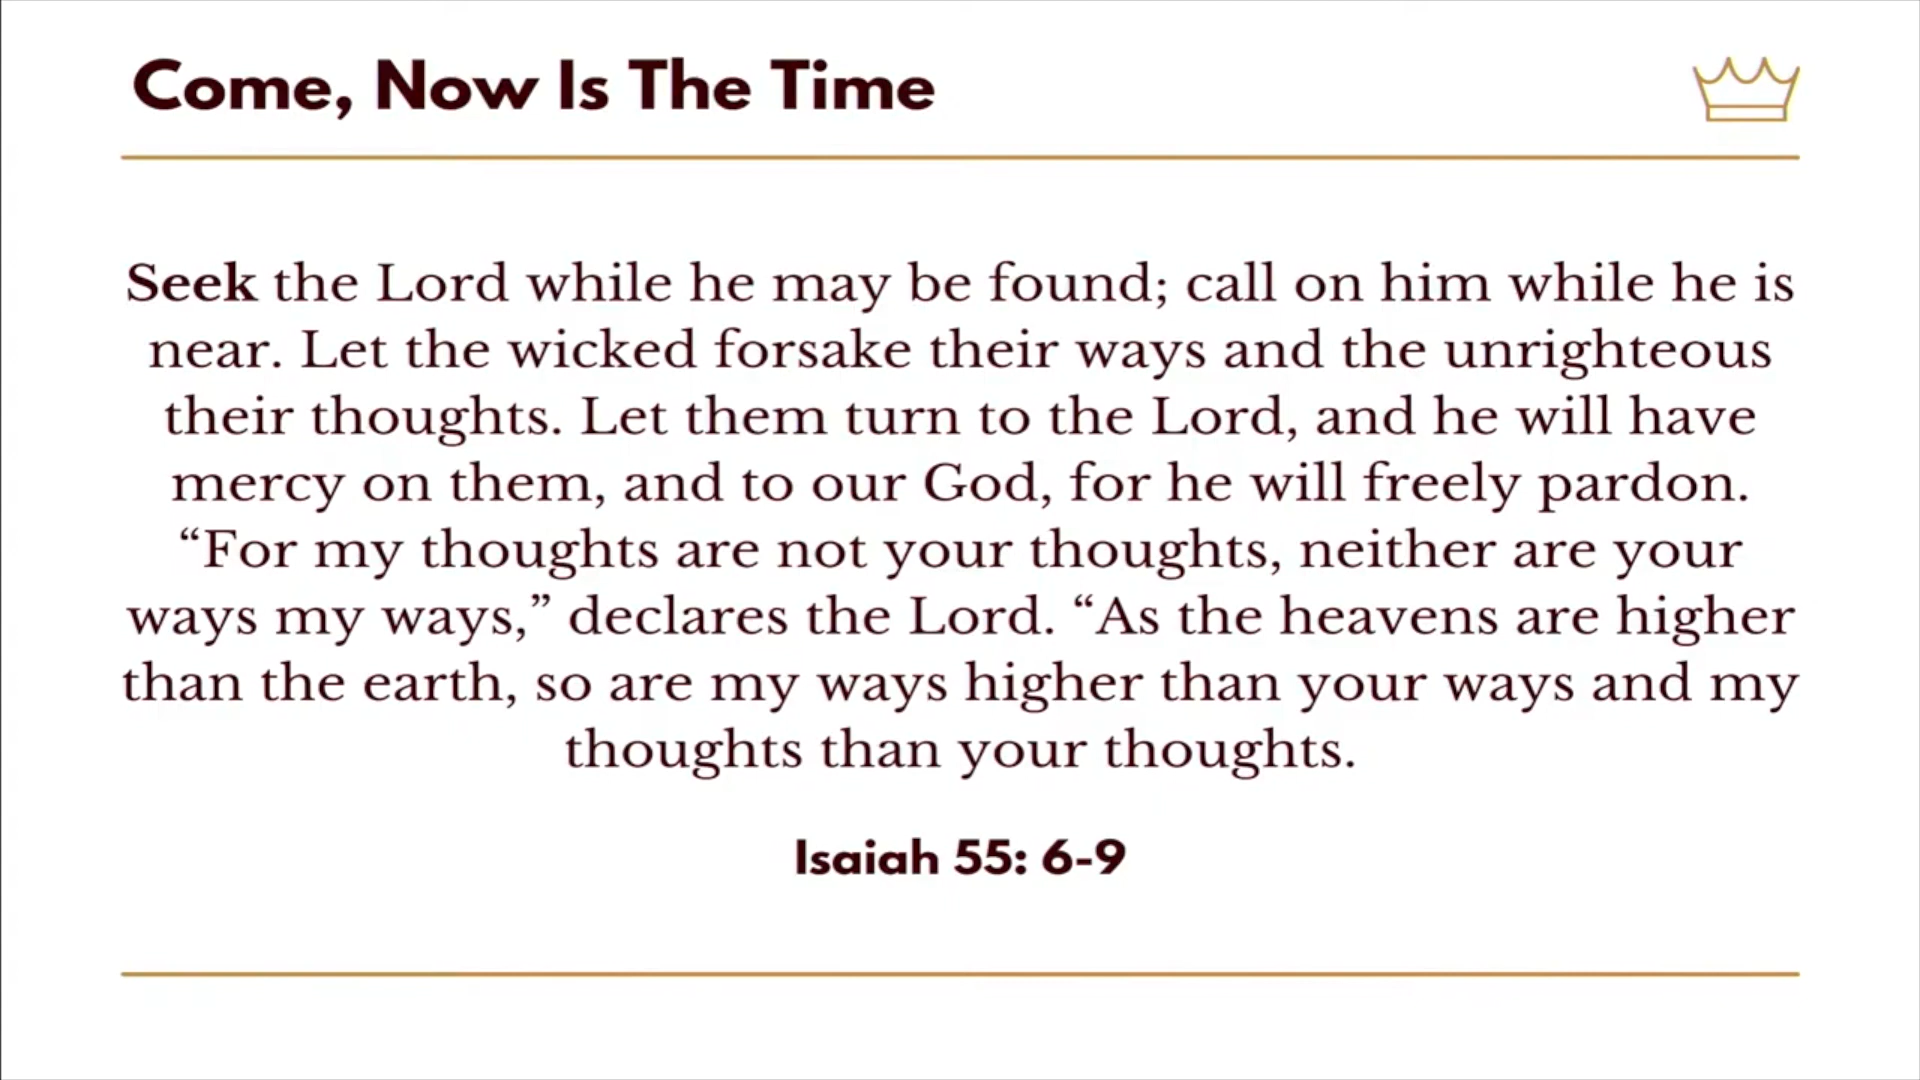 Come, Now Is The Time
Seek the Lord while he may be found; call on him while he is
near. Let the wicked forsake their ways and the unrighteous
their thoughts. Let them turn to the Lord, and he will have
mercy on them, and to our God, for he will freely pardon.
“For my thoughts are not your thoughts, neither are your
ways my ways,” declares the Lord. “As the heavens are higher
than the earth, so are my ways higher than your ways and my
thoughts than your thoughts.
Isaiah 55: 6-9